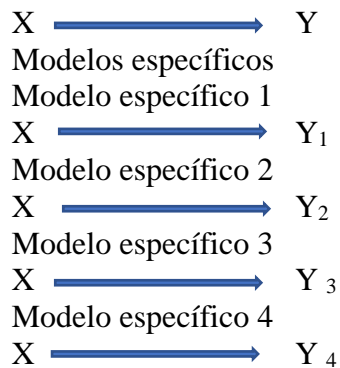 X Y
Modelos específicos
Modelo específico 1
X Y₁
Modelo específico 2
X Y₂
Modelo específico 3
X Y ₃
Modelo específico 4
X Y ₄